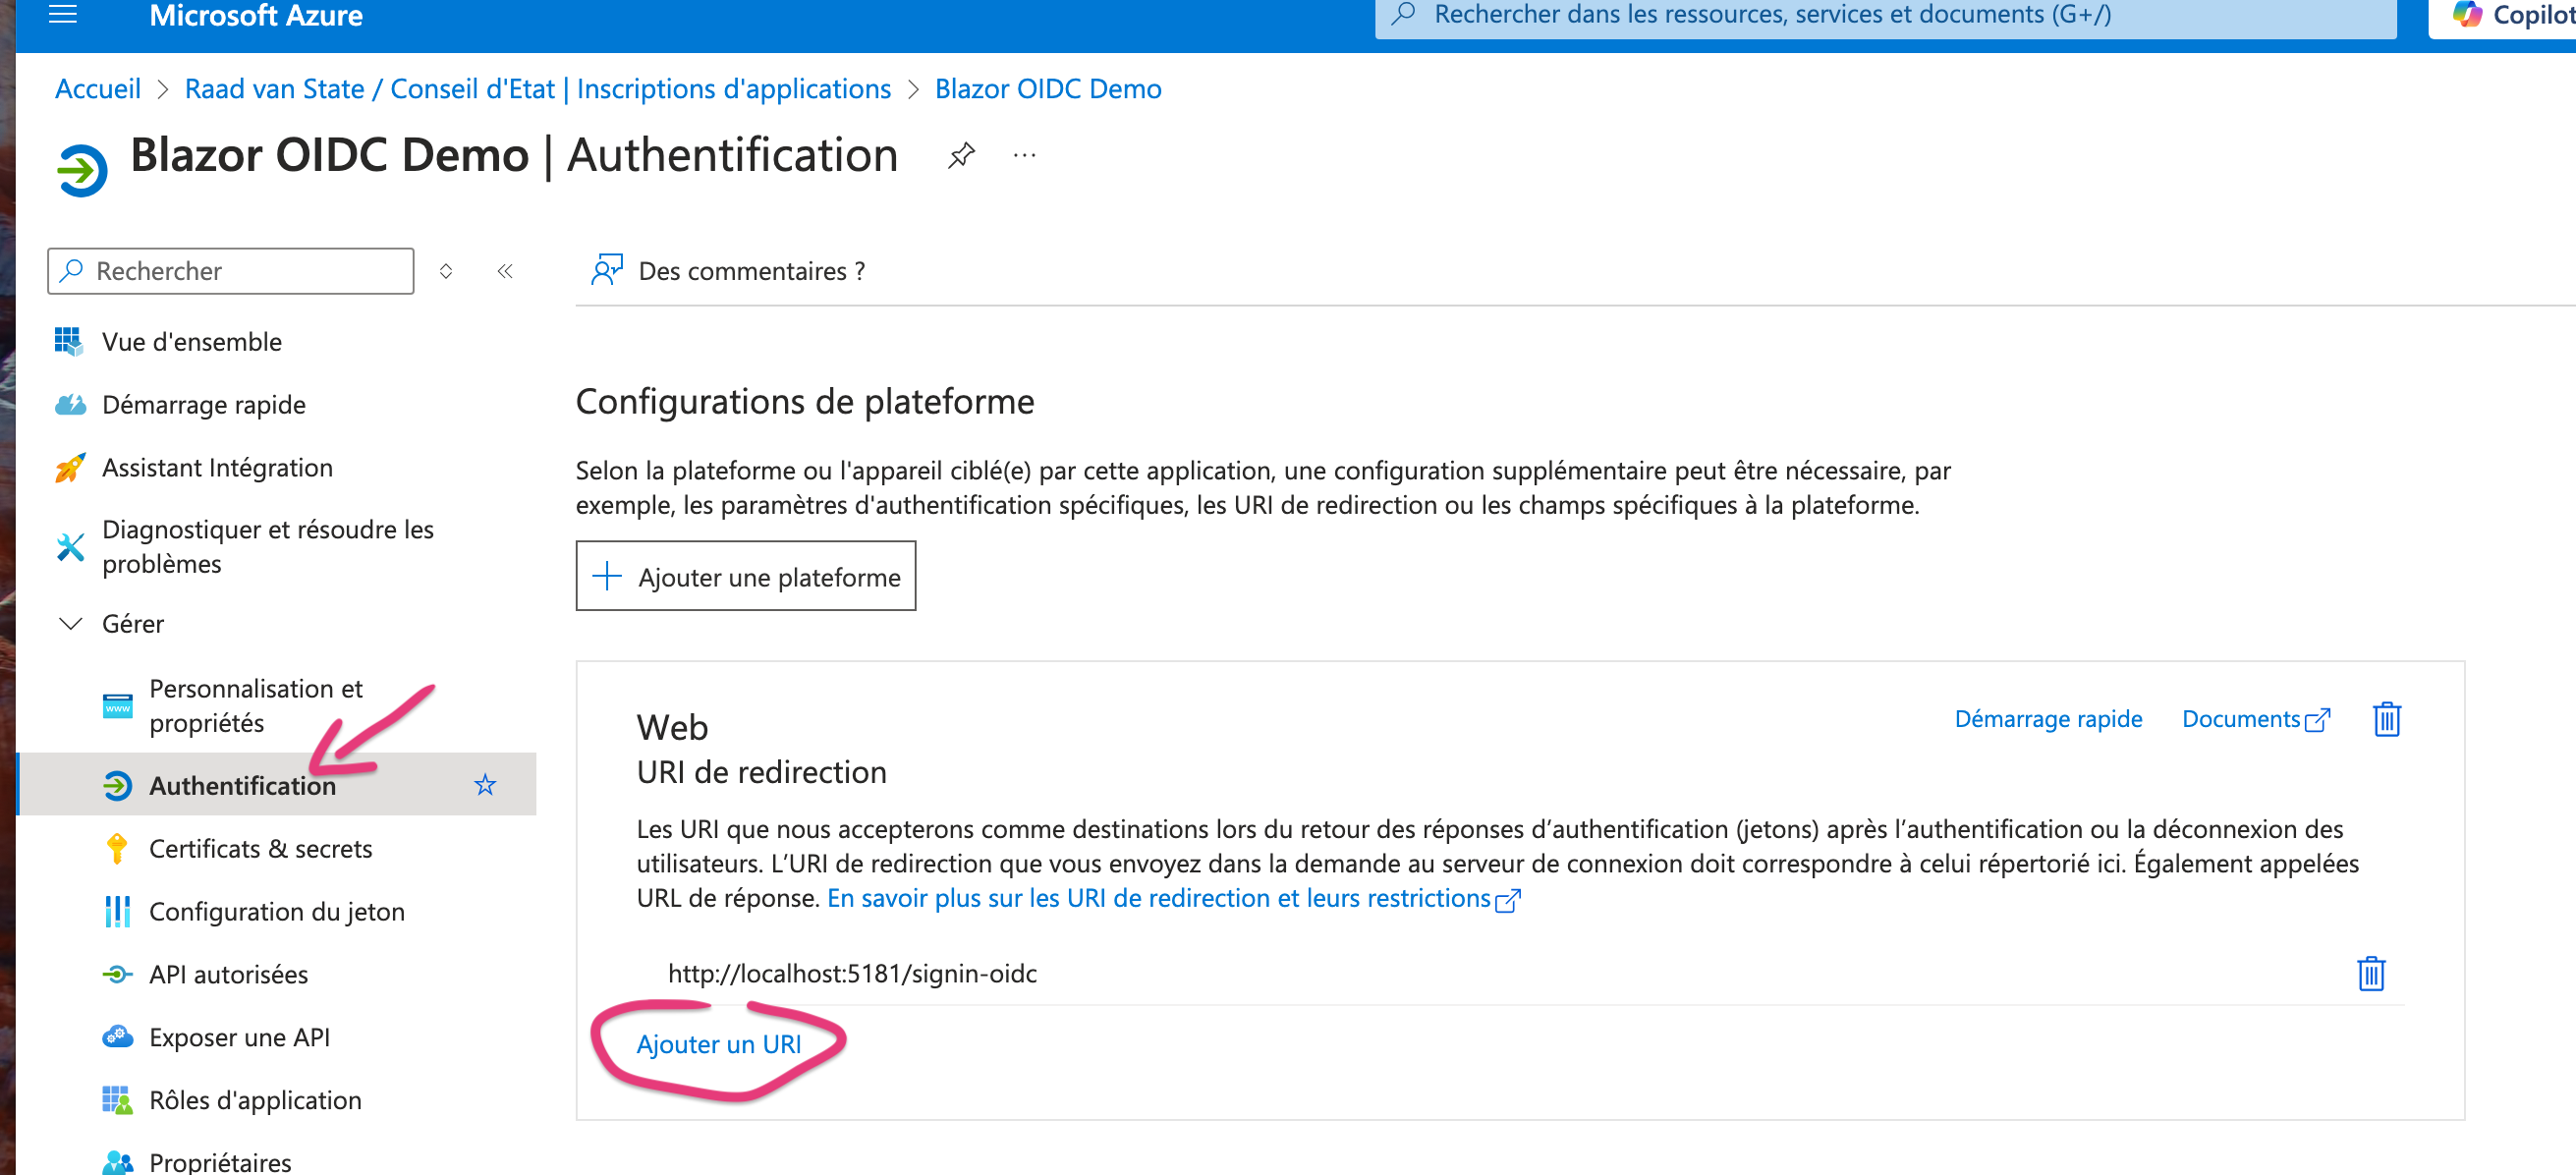 Microsoft Azure
Rechercher dans les ressources, services et documents (G+/)
Copilot
Accueil > Raad van State / Conseil d'Etat | Inscriptions d'applications > Blazor OIDC Demo
Blazor OIDC Demo | Authentification
...
Rechercher
Des commentaires ?
Vue d'ensemble
Démarrage rapide
Assistant Intégration
Diagnostiquer et résoudre les
problèmes
Gérer
Personnalisation et
propriétés
www
Authentification
Certificats & secrets
Configuration du jeton
API autorisées
Exposer une API
Rôles d'application
Propriétaires
Configurations de plateforme
Selon la plateforme ou l'appareil ciblé(e) par cette application, une configuration supplémentaire peut être nécessaire, par
exemple, les paramètres d'authentification spécifiques, les URI de redirection ou les champs spécifiques à la plateforme.
Ajouter une plateforme
Web
Démarrage rapide
Documents
URI de redirection
Les URI que nous accepterons comme destinations lors du retour des réponses d’authentification (jetons) après l’authentification ou la déconnexion des
utilisateurs. L’URI de redirection que vous envoyez dans la demande au serveur de connexion doit correspondre à celui répertorié ici. Également appelées
URL de réponse. En savoir plus sur les URI de redirection et leurs restrictions
http://localhost:5181/signin-oidc
Ajouter un URI